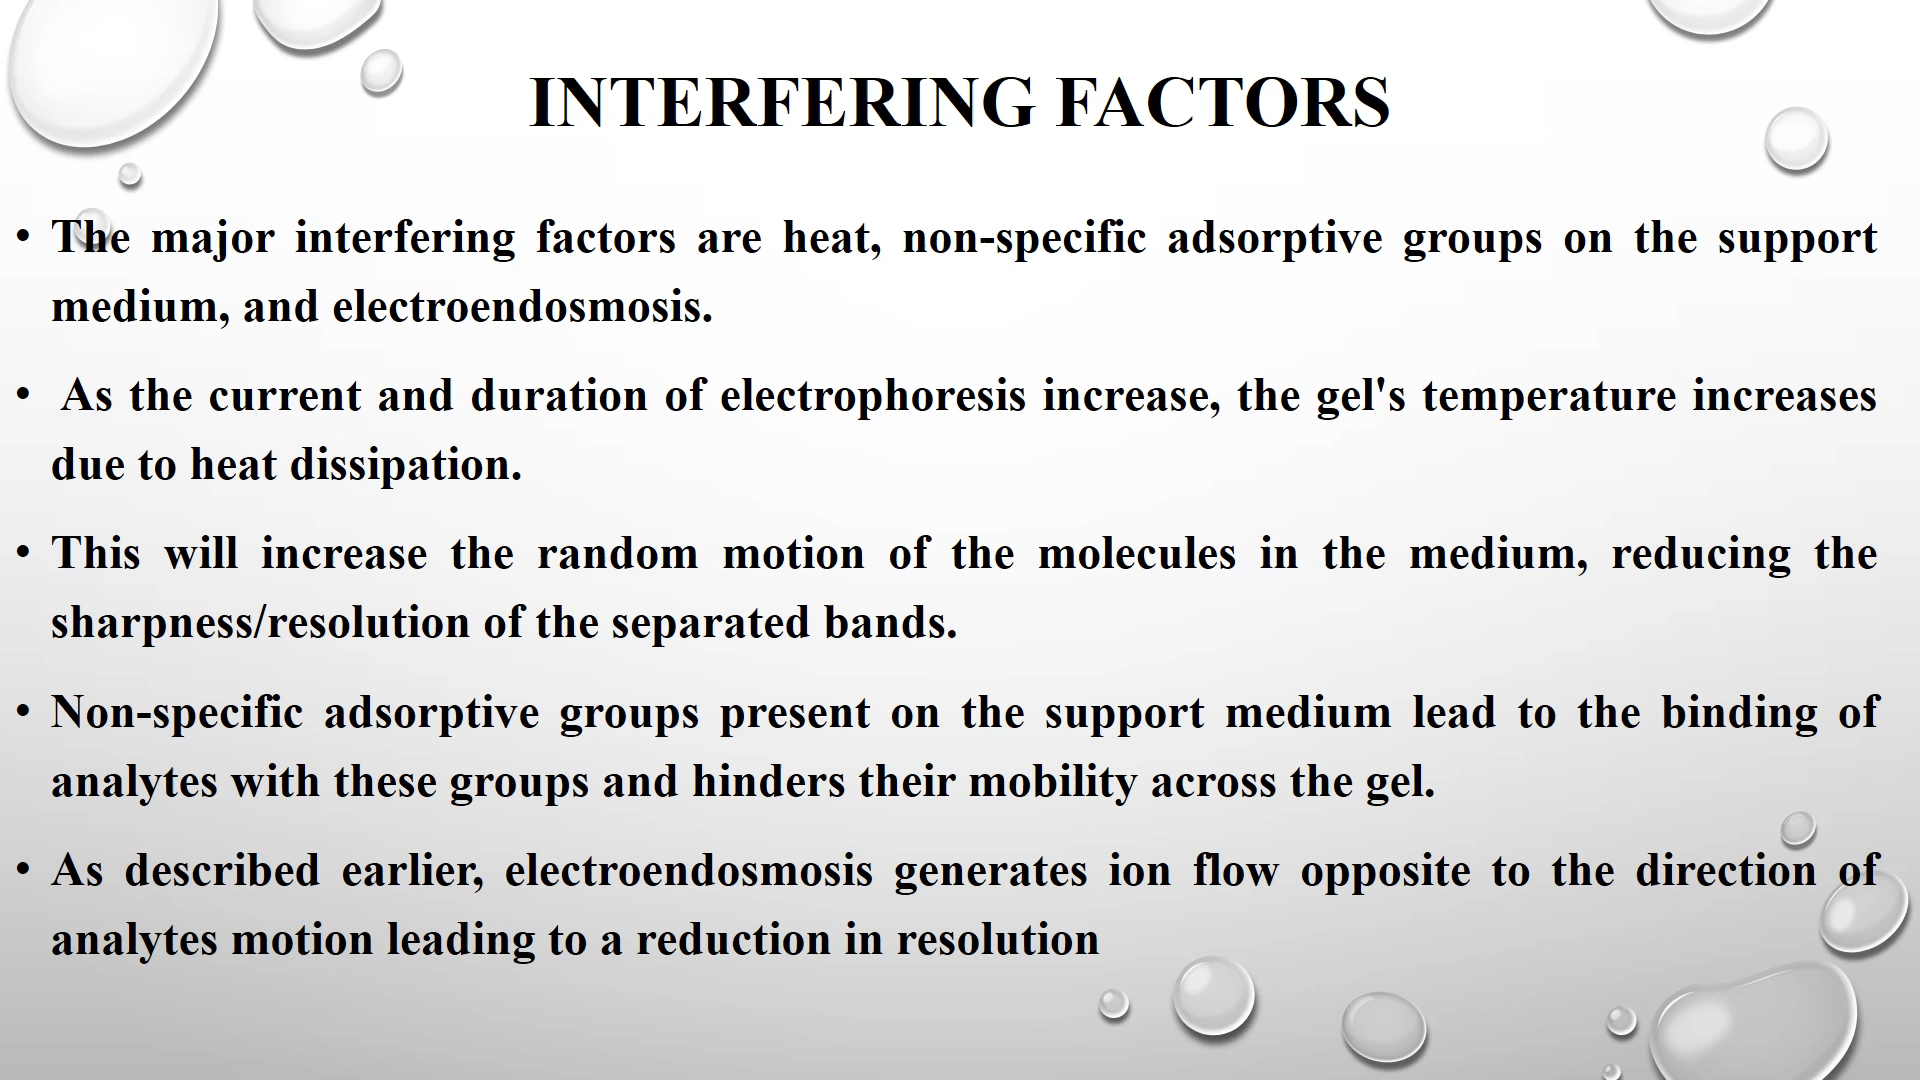 INTERFERING FACTORS
• The major interfering factors are heat, non-specific adsorptive groups on the support
medium, and electroendosmosis.
• As the current and duration of electrophoresis increase, the gel's temperature increases
due to heat dissipation.
• This will increase the random motion of the molecules in the medium, reducing the
sharpness/resolution of the separated bands.
• Non-specific adsorptive groups present on the support medium lead to the binding of
analytes with these groups and hinders their mobility across the gel.
• As described earlier, electroendosmosis generates ion flow opposite to the direction of
analytes motion leading to a reduction in resolution